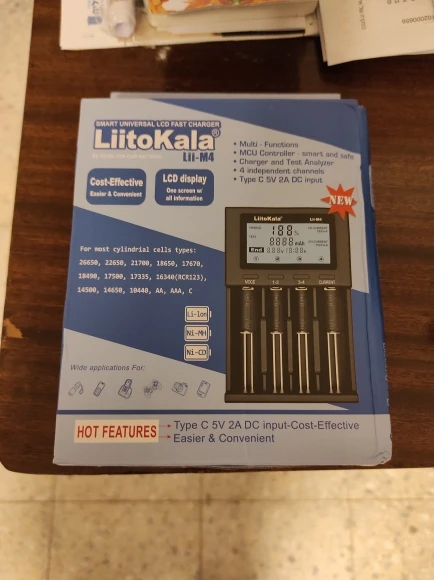 SMART UNIVERSAL LCD FAST CHARGER
LiitoKala®
Lii-M4
Cost-Effective
Easier & Convenient
LCD display
One screen w/
all information
• Multi - Functions
• MCU Controller - smart and safe
• Charger and Test Analyzer
• 4 independent channels
• Type C 5V 2A DC input
NEW
For most cylindrial cells types:
26650, 22650, 21700, 18650, 17670,
18490, 17500, 17335, 16340(RCR123),
14500, 14650, 10440, AA, AAA, C
LiitoKala
Lii-M4
188%
8888mAh
End
MODE 1-2 3-4 CURRENT
Li-ion
Ni-MH
Ni-CD
Wide applications For:
HOT FEATURES
Type C 5V 2A DC input-Cost-Effective
Easier & Convenient